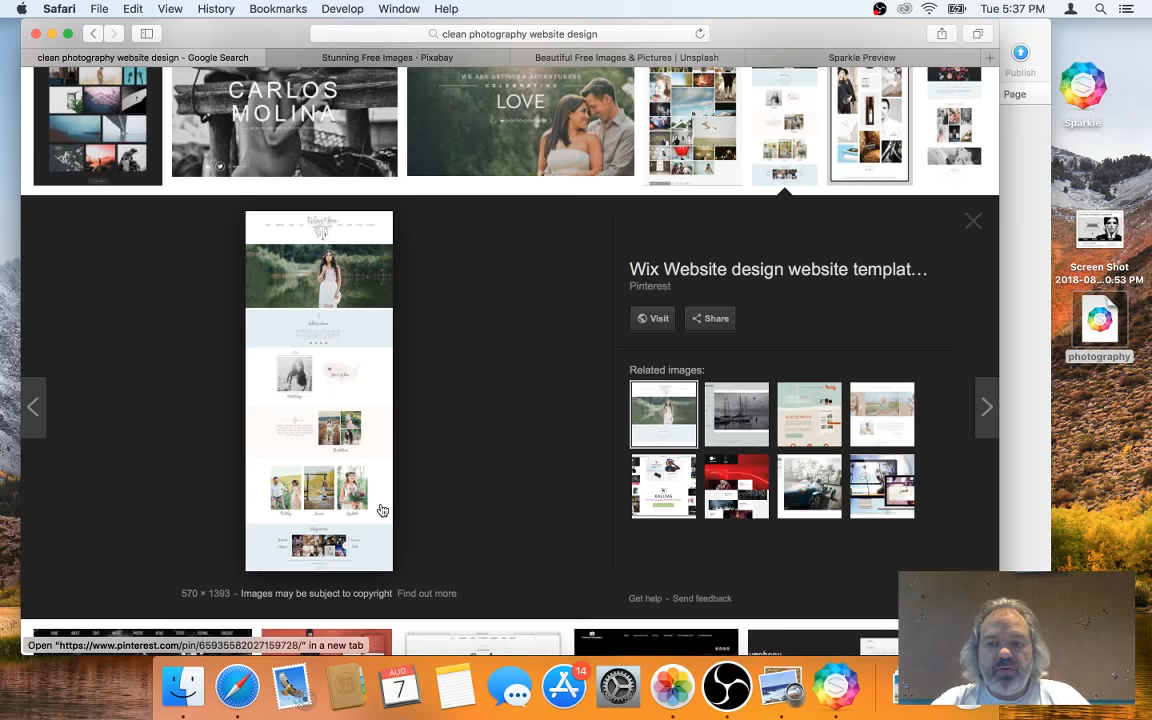 Safari File Edit View History Bookmarks Develop Window Help Tue 5:37 PM
clean photography website design
clean photography website design - Google Search Stunning Free Images · Pixabay Beautiful Free Images & Pictures | Unsplash Sparkle Preview
Publish
Page
Sparkle
CARLOS
MOLINA
WE ARE ARTISTS & ADVENTURERS
CELEBRATING
LOVE
Wix Website design website templat...
Pinterest
Visit Share
Related images:
Screen Shot
2018-08...0.53 PM
photography
570 × 1393 - Images may be subject to copyright Find out more
Get help - Send feedback
Open "https://www.pinterest.com/pin/65935582027159728/" in a new tab
AUG
7
14